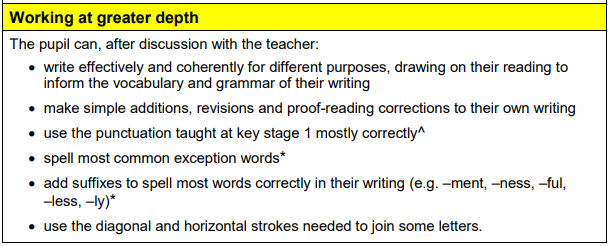 Working at greater depth
The pupil can, after discussion with the teacher:
• write effectively and coherently for different purposes, drawing on their reading to
inform the vocabulary and grammar of their writing
• make simple additions, revisions and proof-reading corrections to their own writing
• use the punctuation taught at key stage 1 mostly correctly^
• spell most common exception words*
• add suffixes to spell most words correctly in their writing (e.g. –ment, –ness, –ful,
–less, –ly)*
• use the diagonal and horizontal strokes needed to join some letters.